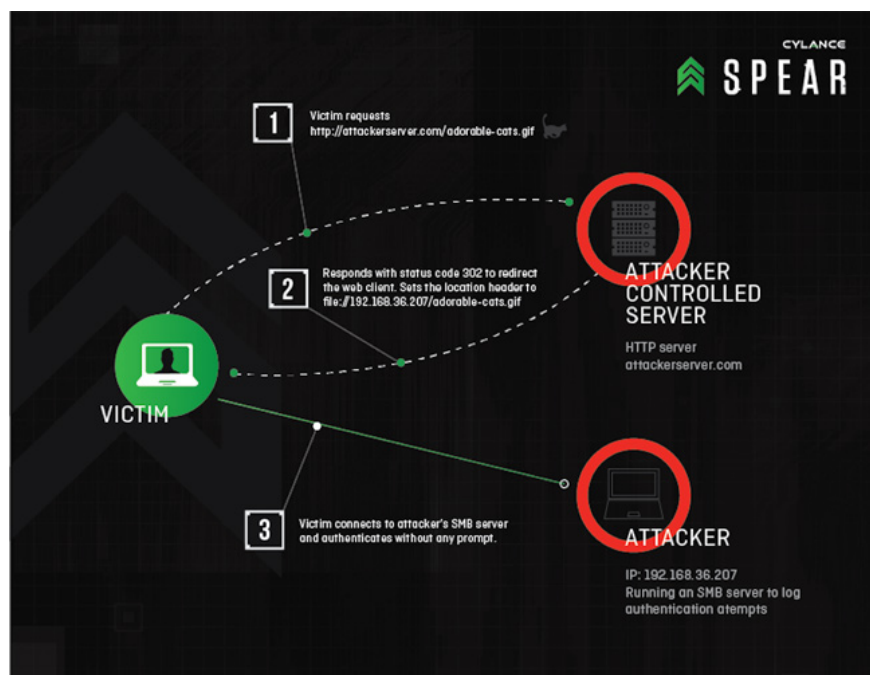 CYLANCE
SPEAR
1
Victim requests
http://attackerserver.com/adorable-cats.gif
2
Responds with status code 302 to redirect
the web client. Sets the location header to
file://192.168.36.207/adorable-cats.gif
ATTACKER
CONTROLLED
SERVER
HTTP server
attackerserver.com
VICTIM
3
Victim connects to attacker's SMB server
and authenticates without any prompt.
ATTACKER
IP: 192.168.36.207
Running an SMB server to log
authentication atempts